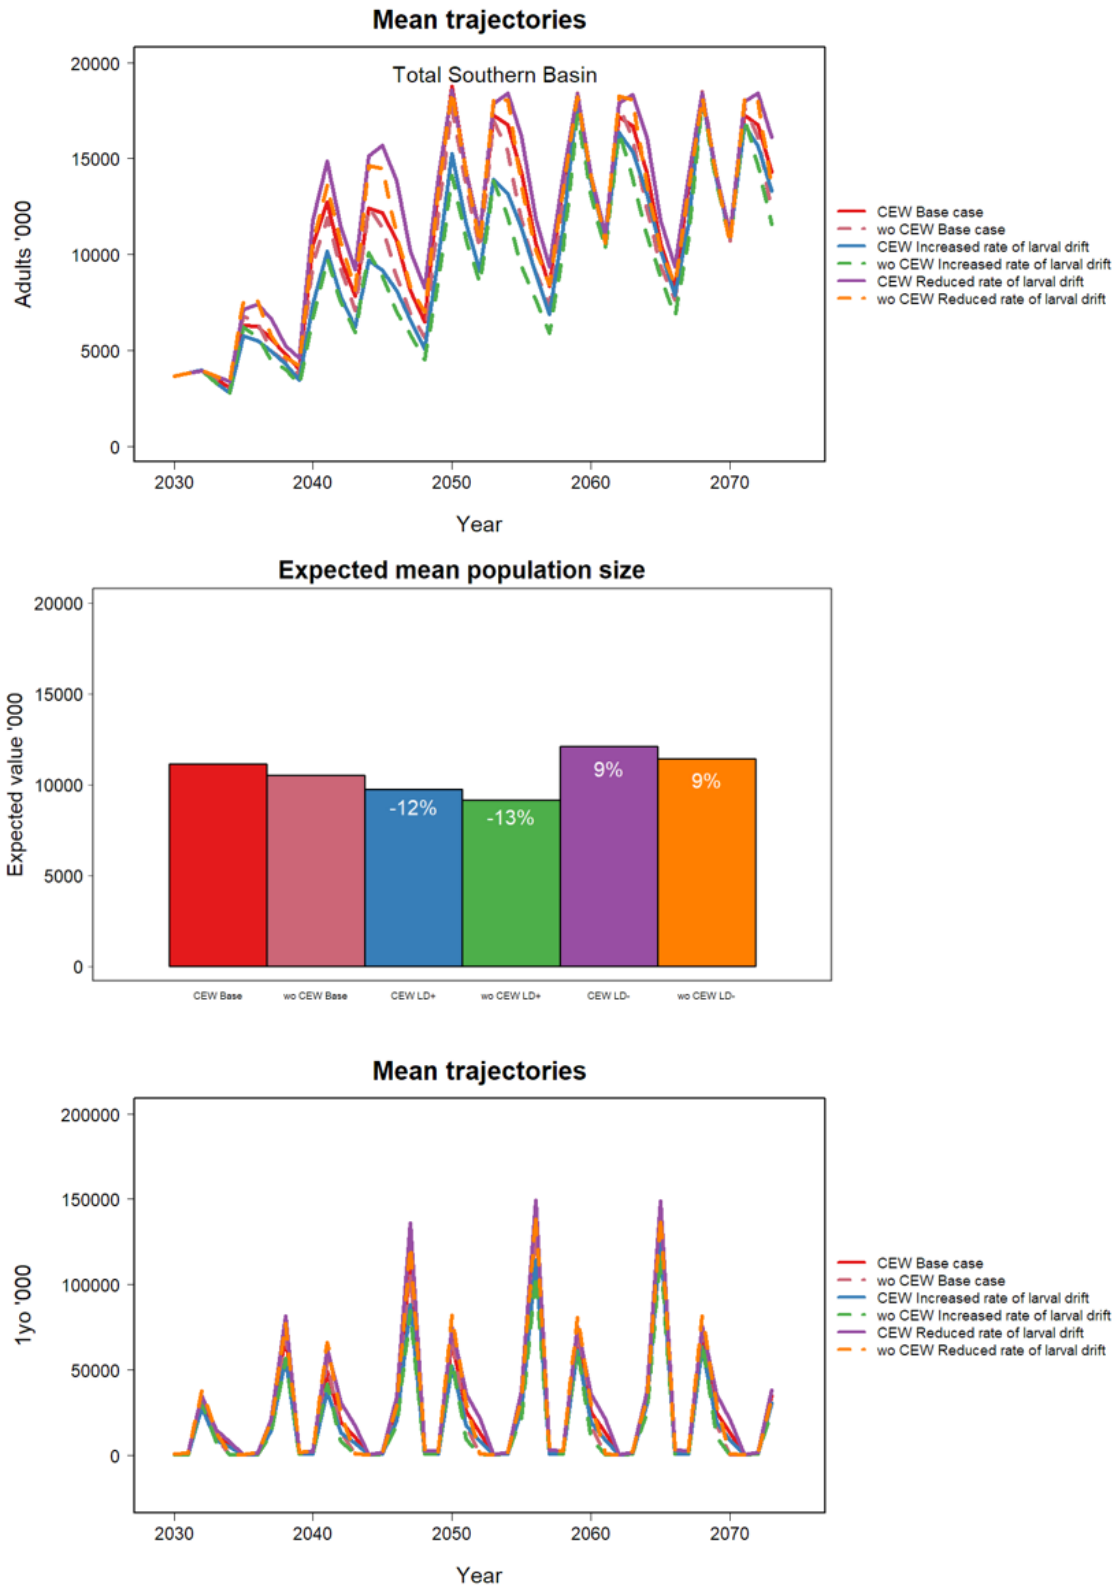 Mean trajectories
Total Southern Basin
20000
15000
10000
5000
0
Adults '000
2030 2040 2050 2060 2070
Year
CEW Base case
wo CEW Base case
CEW Increased rate of larval drift
wo CEW Increased rate of larval drift
CEW Reduced rate of larval drift
wo CEW Reduced rate of larval drift
Expected mean population size
20000
15000
10000
5000
0
Expected value '000
-12%
-13%
9%
9%
CEW Base wo CEW Base CEW LD+ wo CEW LD+ CEW LD- wo CEW LD-
Mean trajectories
200000
150000
100000
50000
0
1yo '000
2030 2040 2050 2060 2070
Year
CEW Base case
wo CEW Base case
CEW Increased rate of larval drift
wo CEW Increased rate of larval drift
CEW Reduced rate of larval drift
wo CEW Reduced rate of larval drift